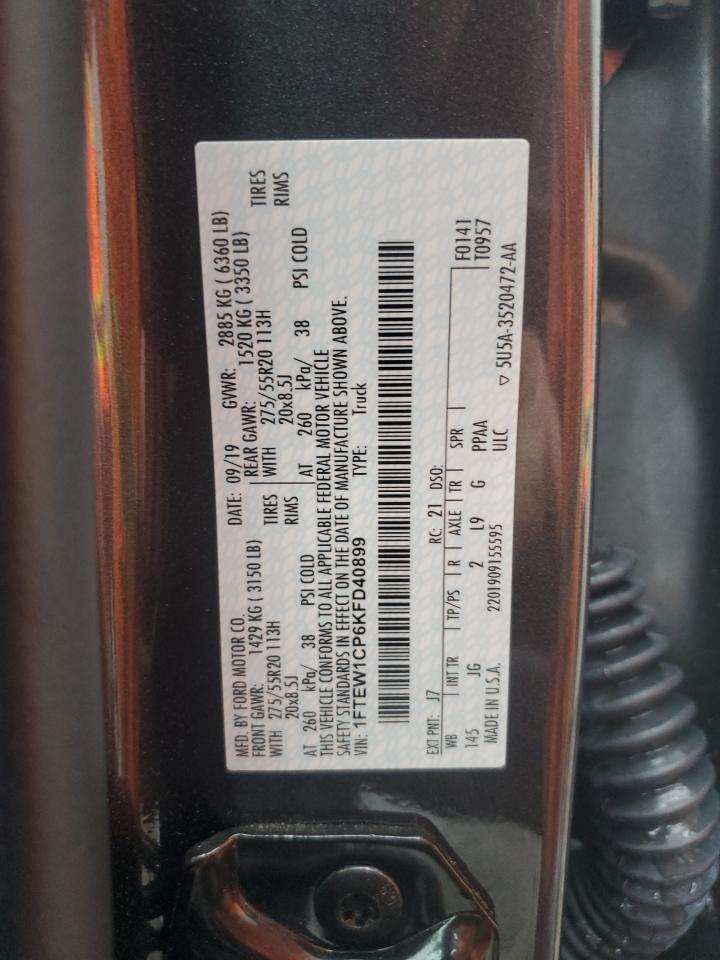 MFD. BY FORD MOTOR CO.
DATE: 09/19 GVWR: 2885 KG ( 6360 LB)
FRONT GAWR: 1429 KG ( 3150 LB) REAR GAWR: 1520 KG ( 3350 LB)
WITH 275/55R20 113H TIRES WITH 275/55R20 113H TIRES
20x8.5J RIMS 20x8.5J RIMS
AT 260 kPa/ 38 PSI COLD AT 260 kPa/ 38 PSI COLD
THIS VEHICLE CONFORMS TO ALL APPLICABLE FEDERAL MOTOR VEHICLE
SAFETY STANDARDS IN EFFECT ON THE DATE OF MANUFACTURE SHOWN ABOVE.
VIN: 1FTEW1CP6KFD40899 TYPE: Truck
EXT PNT: J7 RC: 21 DSO: F0141
WB INT TR TP/PS R AXLE TR SPR T0957
145 JG 2 L9 G PPAA
MADE IN U.S.A. 2201909155595 ULC ▽ 5U5A-3520472-AA